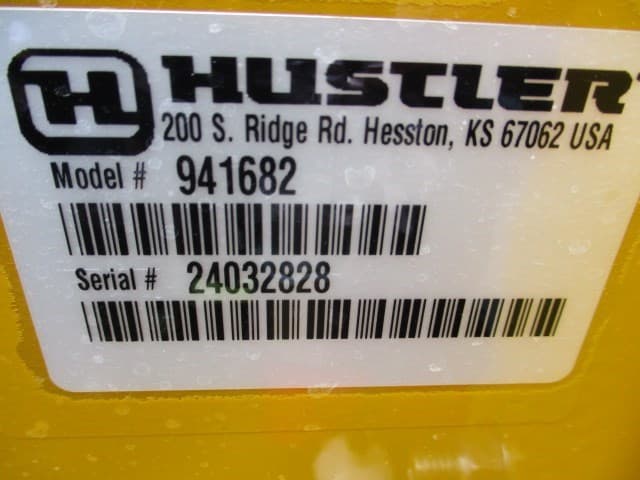 H HUSTLER
200 S. Ridge Rd. Hesston, KS 67062 USA
Model # 941682
Serial # 24032828